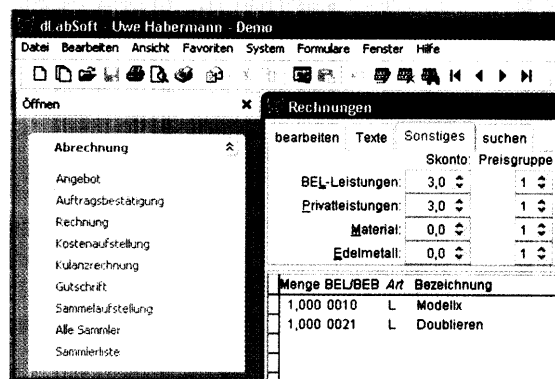 dLabSoft - Uwe Habermann - Demo
Datei Bearbeiten Ansicht Favoriten System Formulare Fenster Hilfe
Öffnen
Abrechnung
Angebot
Auftragsbestätigung
Rechnung
Kostenaufstellung
Kulanzrechnung
Gutschrift
Sammelaufstellung
Alle Sammler
Sammlerliste
Rechnungen
bearbeiten Texte Sonstiges suchen
Skonto: Preisgruppe
BEL-Leistungen: 3,0 1
Privatleistungen: 3,0 1
Material: 0,0 1
Edelmetall: 0,0 1
Menge BEL/BEB Art Bezeichnung
1,000 0010 L Modellx
1,000 0021 L Doublieren